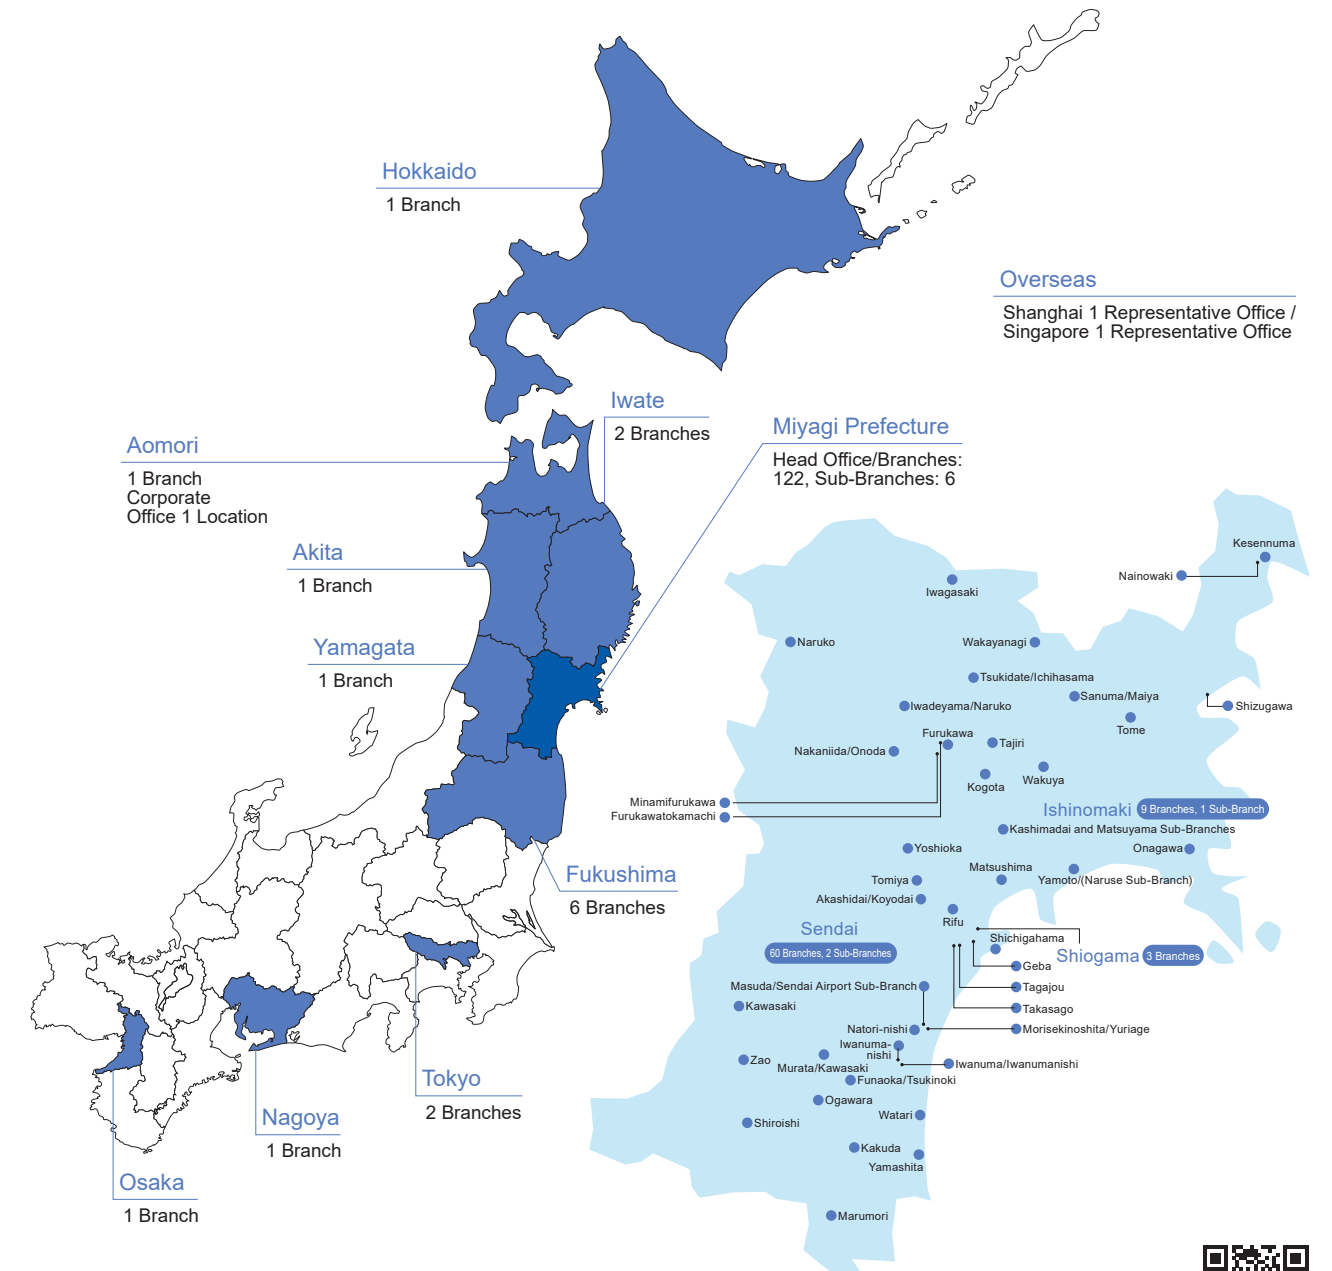 Hokkaido
1 Branch
Overseas
Shanghai 1 Representative Office /
Singapore 1 Representative Office
Iwate
2 Branches
Miyagi Prefecture
Head Office/Branches:
122, Sub-Branches: 6
Aomori
1 Branch
Corporate
Office 1 Location
Akita
1 Branch
Yamagata
1 Branch
Fukushima
6 Branches
Tokyo
2 Branches
Nagoya
1 Branch
Osaka
1 Branch
Kesennuma
Nainowaki
Iwagasaki
Naruko
Wakayanagi
Tsukidate/Ichihasama
Sanuma/Maiya
Iwadeyama/Naruko
Shizugawa
Tome
Furukawa
Tajiri
Nakaniida/Onoda
Wakuya
Kogota
Minamifurukawa
Furukawatokamachi
Ishinomaki
9 Branches, 1 Sub-Branch
Kashimadai and Matsuyama Sub-Branches
Yoshioka
Onagawa
Matsushima
Tomiya
Yamoto/(Naruse Sub-Branch)
Akashidai/Koyodai
Rifu
Sendai
60 Branches, 2 Sub-Branches
Shichigahama
Shiogama
3 Branches
Geba
Masuda/Sendai Airport Sub-Branch
Tagajou
Kawasaki
Takasago
Natori-nishi
Morisekinoshita/Yuriage
Iwanuma-
nishi
Zao
Murata/Kawasaki
Iwanuma/Iwanumanishi
Funaoka/Tsukinoki
Ogawara
Watari
Shiroishi
Kakuda
Yamashita
Marumori